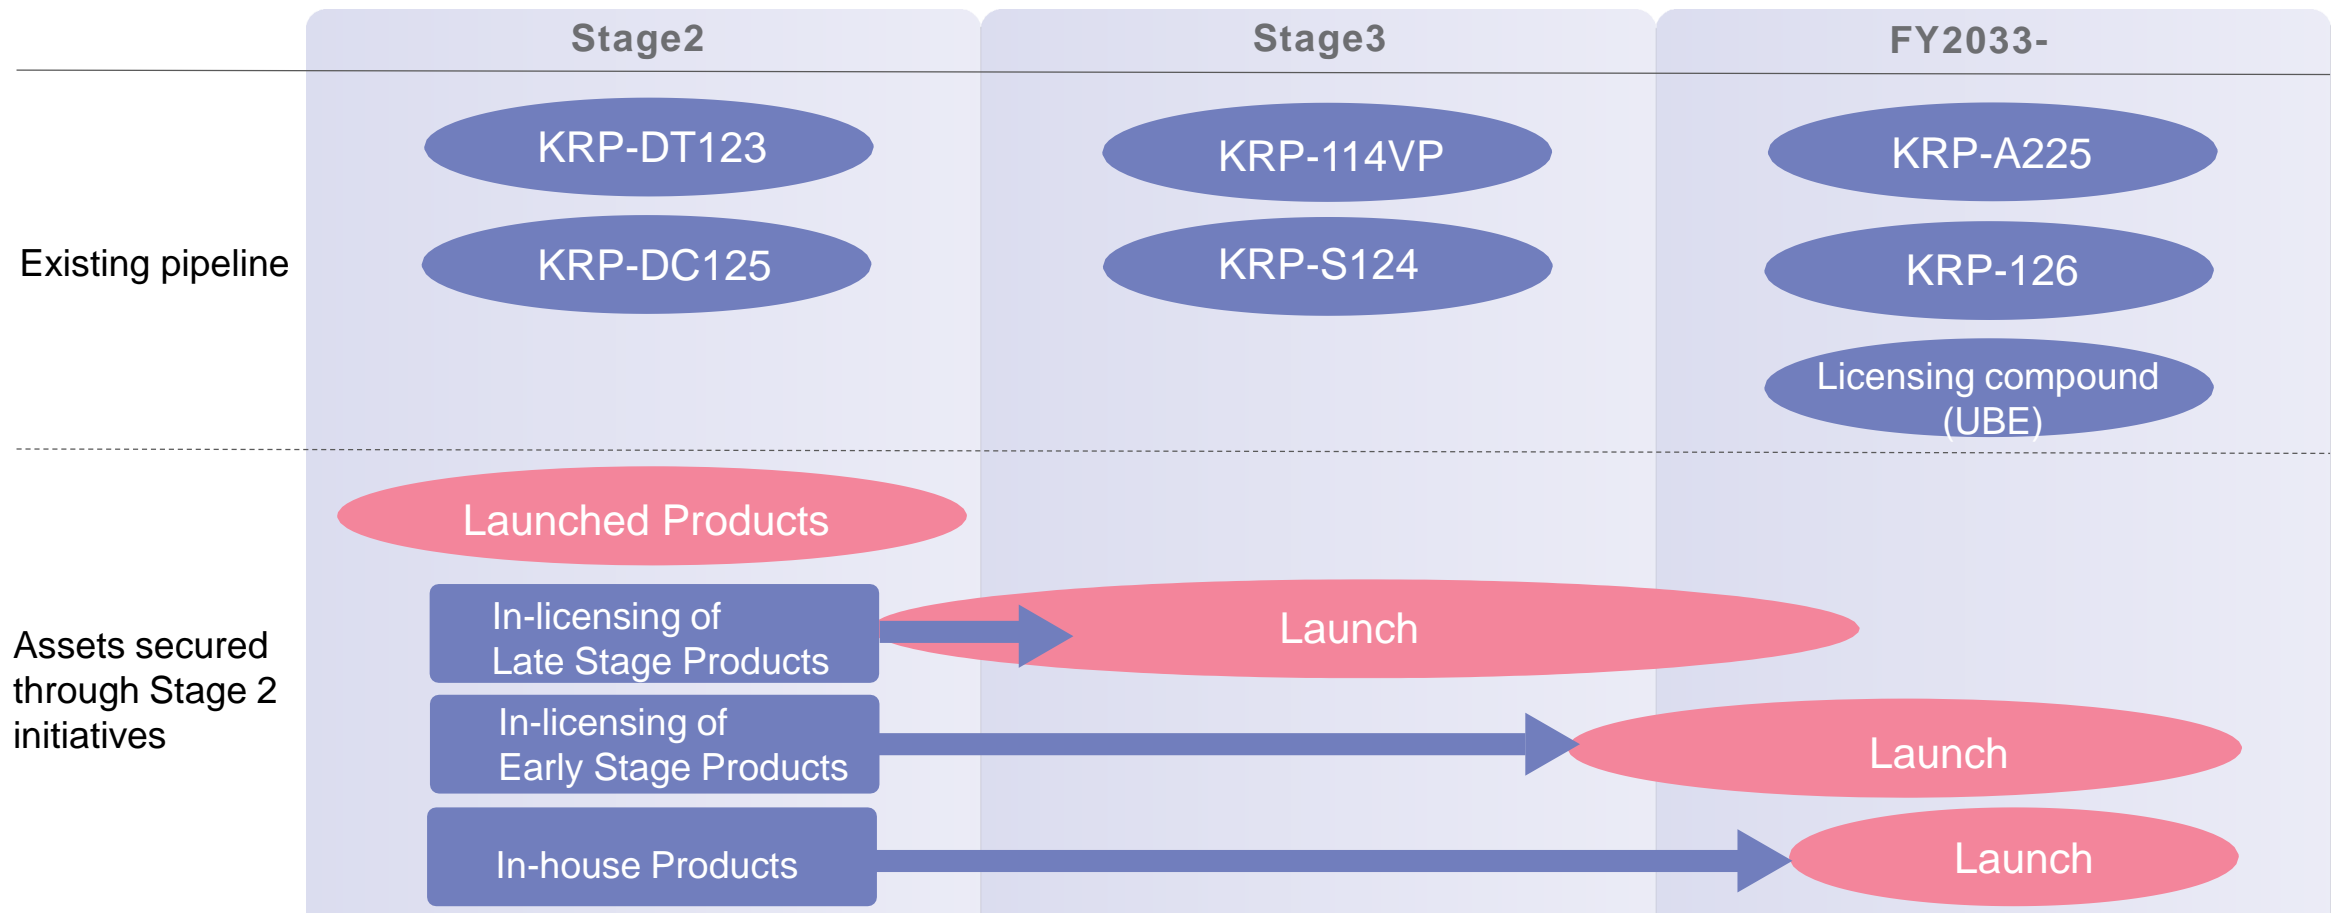 Stage2
Stage3
FY2033-
Existing pipeline
KRP-DT123
KRP-114VP
KRP-A225
KRP-DC125
KRP-S124
KRP-126
Licensing compound
(UBE)
Assets secured
through Stage 2
initiatives
Launched Products
In-licensing of
Late Stage Products
Launch
In-licensing of
Early Stage Products
Launch
In-house Products
Launch